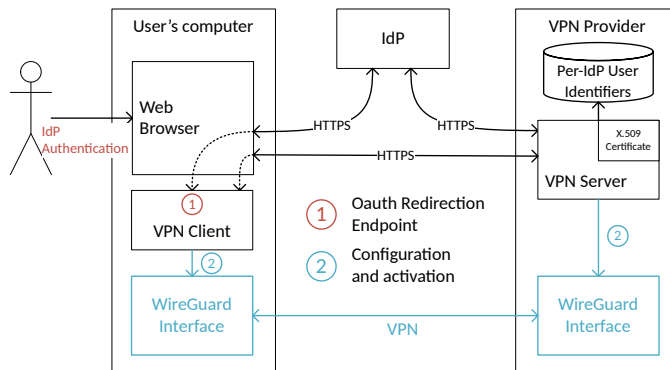 User's computer
IdP
VPN Provider
Per-IdP User
Identifiers
Web
Browser
IdP
Authentication
HTTPS
HTTPS
X.509
Certificate
HTTPS
VPN Server
1
VPN Client
1
Oauth Redirection
Endpoint
2
2
2
Configuration
and activation
WireGuard
Interface
VPN
WireGuard
Interface